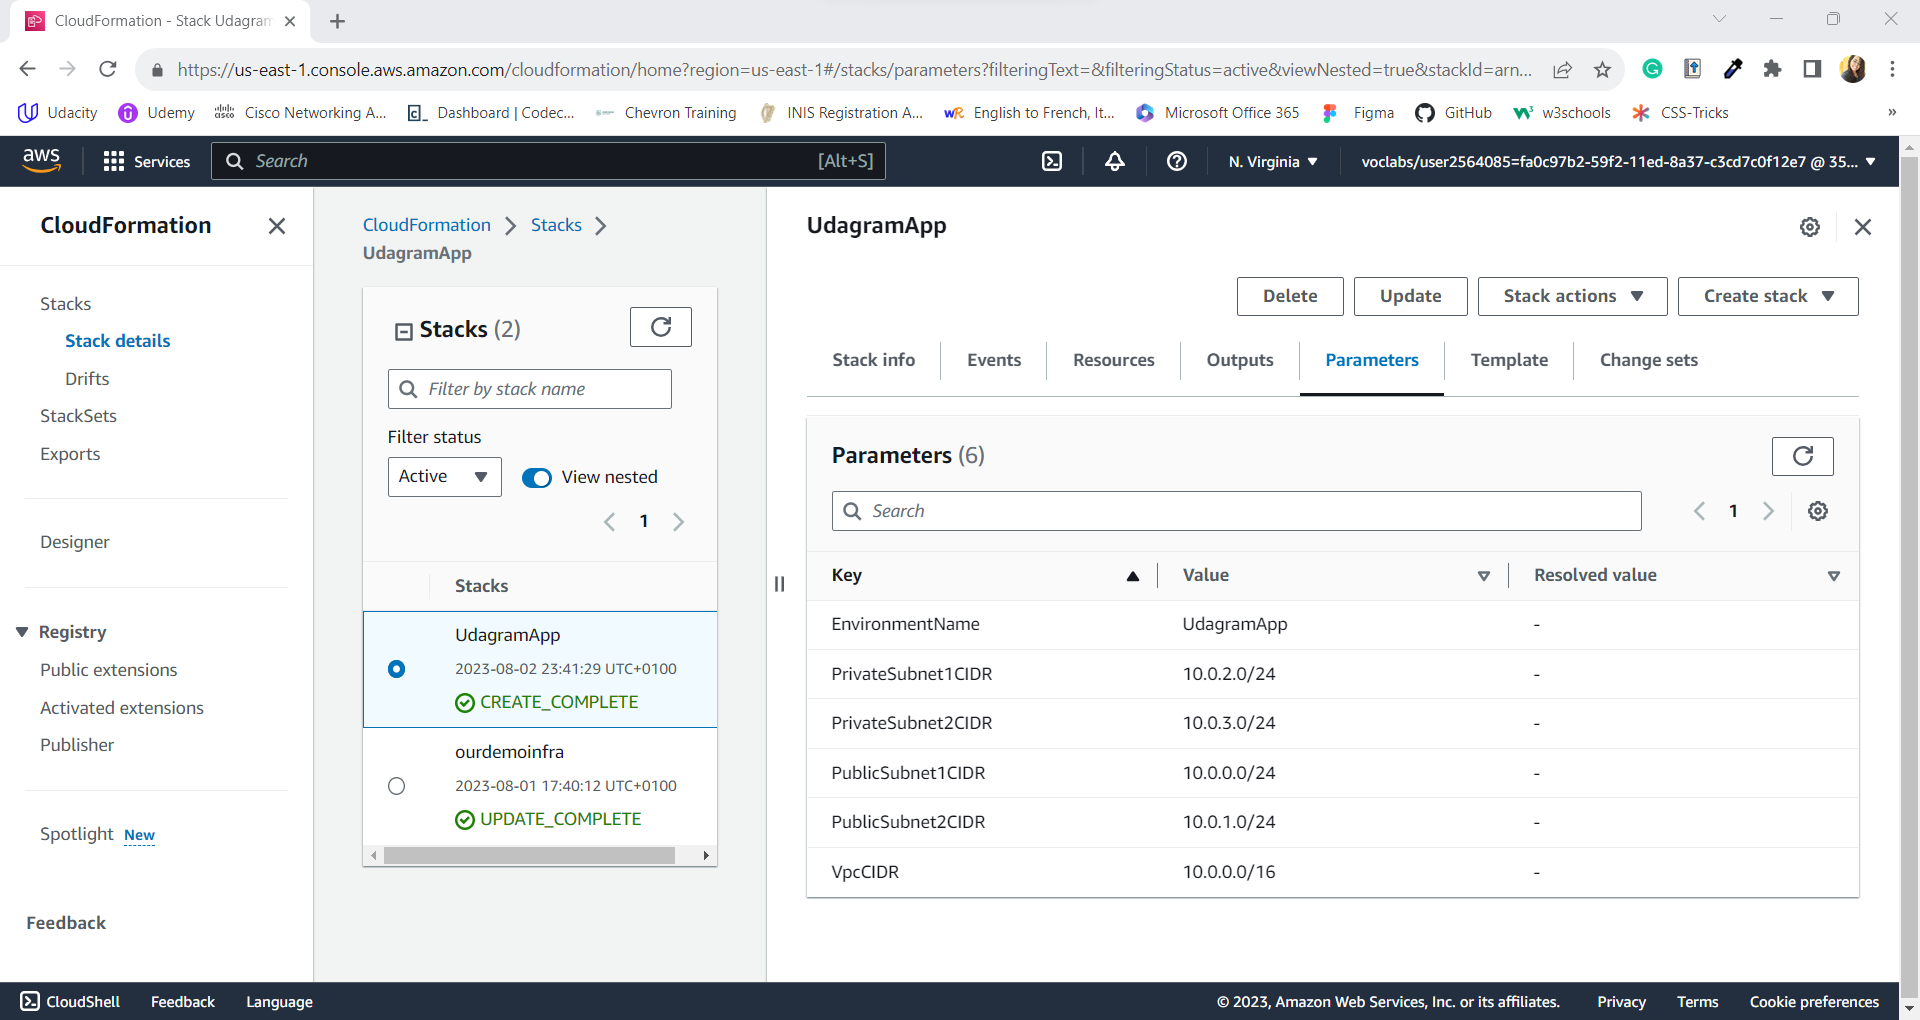 CloudFormation - Stack Udagram
https://us-east-1.console.aws.amazon.com/cloudformation/home?region=us-east-1#/stacks/parameters?filteringText=&filteringStatus=active&viewNested=true&stackId=arn...
Udacity Udemy Cisco Networking A... Dashboard | Codec... Chevron Training INIS Registration A... English to French, It... Microsoft Office 365 Figma GitHub w3schools CSS-Tricks »
aws Services Search [Alt+S] N. Virginia voclabs/user2564085=fa0c97b2-59f2-11ed-8a37-c3cd7c0f12e7 @ 35...
CloudFormation
Stacks
Stack details
Drifts
StackSets
Exports
Designer
Registry
Public extensions
Activated extensions
Publisher
Spotlight New
Feedback
CloudFormation > Stacks >
UdagramApp
Stacks (2)
Filter by stack name
Filter status
Active View nested
1
Stacks
UdagramApp
2023-08-02 23:41:29 UTC+0100
CREATE_COMPLETE
ourdemoinfra
2023-08-01 17:40:12 UTC+0100
UPDATE_COMPLETE
UdagramApp
Delete Update Stack actions Create stack
Stack info Events Resources Outputs Parameters Template Change sets
Parameters (6)
Search 1
Key Value Resolved value
EnvironmentName UdagramApp -
PrivateSubnet1CIDR 10.0.2.0/24 -
PrivateSubnet2CIDR 10.0.3.0/24 -
PublicSubnet1CIDR 10.0.0.0/24 -
PublicSubnet2CIDR 10.0.1.0/24 -
VpcCIDR 10.0.0.0/16 -
CloudShell Feedback Language © 2023, Amazon Web Services, Inc. or its affiliates. Privacy Terms Cookie preferences